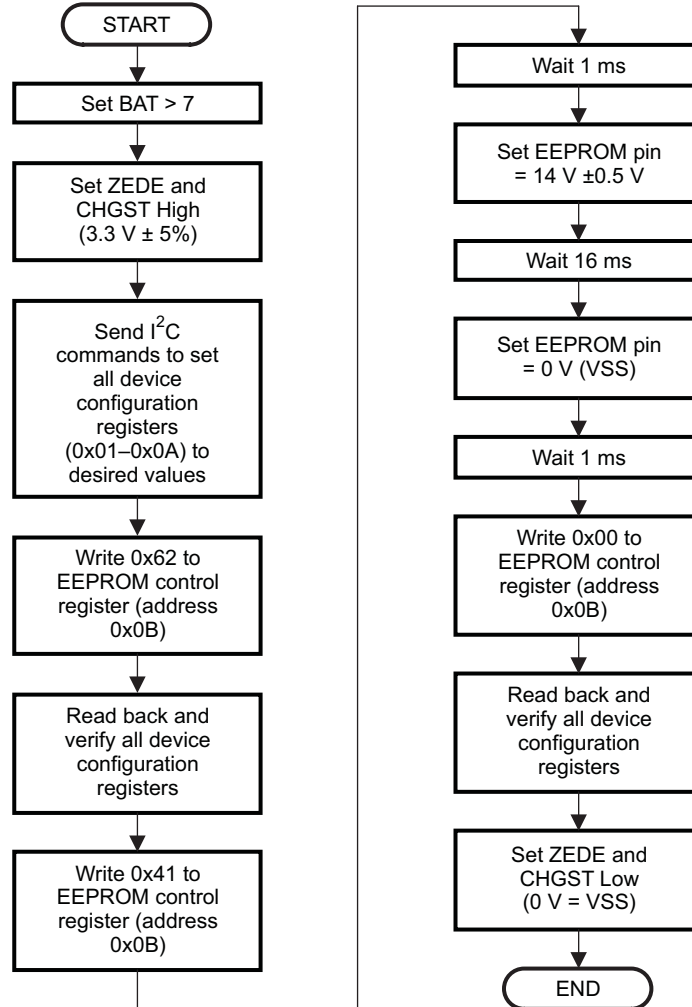 START
Set BAT > 7
Set ZEDE and
CHGST High
(3.3 V ± 5%)
Send I²C
commands to set
all device
configuration
registers
(0x01–0x0A) to
desired values
Write 0x62 to
EEPROM control
register (address
0x0B)
Read back and
verify all device
configuration
registers
Write 0x41 to
EEPROM control
register (address
0x0B)
Wait 1 ms
Set EEPROM pin
= 14 V ±0.5 V
Wait 16 ms
Set EEPROM pin
= 0 V (VSS)
Wait 1 ms
Write 0x00 to
EEPROM control
register (address
0x0B)
Read back and
verify all device
configuration
registers
Set ZEDE and
CHGST Low
(0 V = VSS)
END